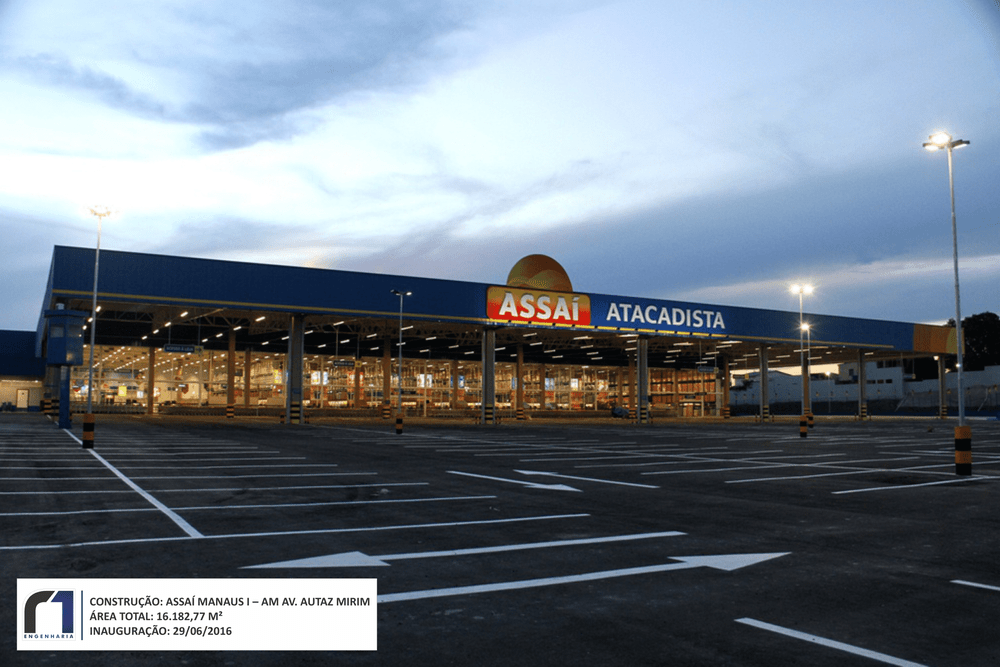 ASSAÍ
ATACADISTA
CONSTRUÇÃO: ASSAÍ MANAUS I – AM AV. AUTAZ MIRIM
ÁREA TOTAL: 16.182,77 M²
INAUGURAÇÃO: 29/06/2016
ENGENHARIA